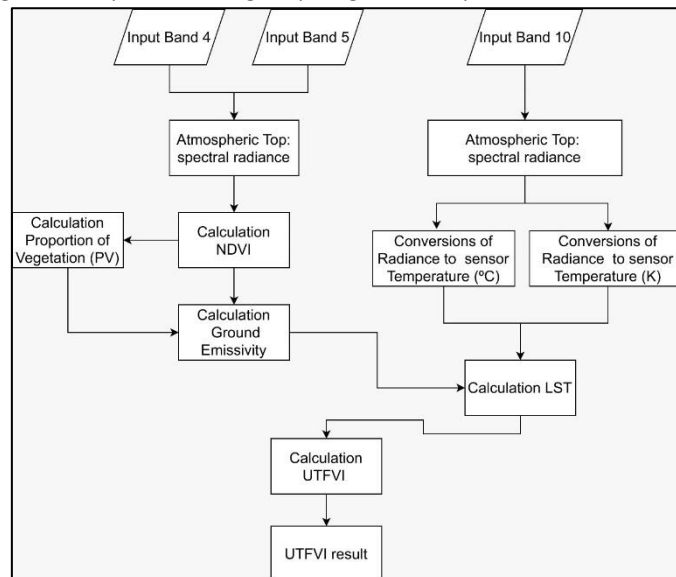 Input Band 4
Input Band 5
Input Band 10
Atmospheric Top:
spectral radiance
Atmospheric Top:
spectral radiance
Calculation
Proportion of
Vegetation (PV)
Calculation
NDVI
Conversions of
Radiance to sensor
Temperature (ºC)
Conversions of
Radiance to sensor
Temperature (K)
Calculation
Ground
Emissivity
Calculation LST
Calculation
UTFVI
UTFVI result